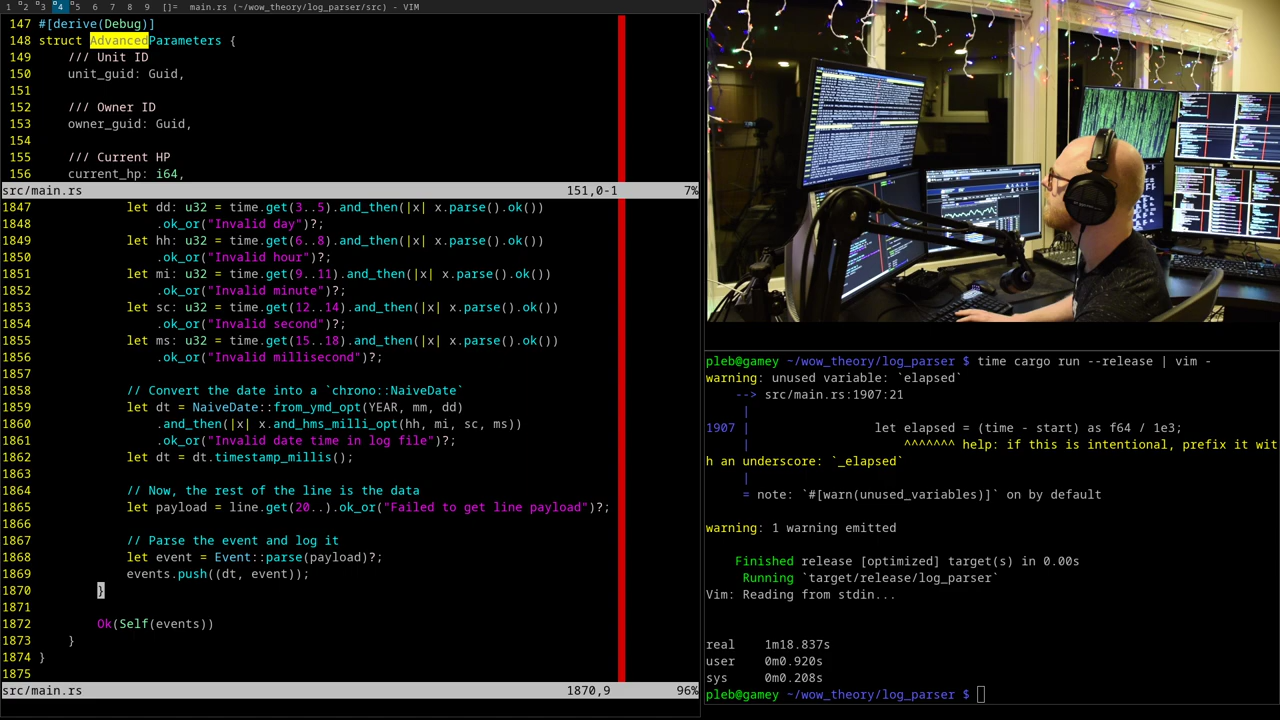 1 2 3 4 5 6 7 8 9 []= main.rs (~/wow_theory/log_parser/src) - VIM
147 #[derive(Debug)]
148 struct AdvancedParameters {
149     /// Unit ID
150     unit_guid: Guid,
151
152     /// Owner ID
153     owner_guid: Guid,
154
155     /// Current HP
156     current_hp: i64,
src/main.rs 151,0-1 7%
1847             let dd: u32 = time.get(3..5).and_then(|x| x.parse().ok())
1848                 .ok_or("Invalid day")?;
1849             let hh: u32 = time.get(6..8).and_then(|x| x.parse().ok())
1850                 .ok_or("Invalid hour")?;
1851             let mi: u32 = time.get(9..11).and_then(|x| x.parse().ok())
1852                 .ok_or("Invalid minute")?;
1853             let sc: u32 = time.get(12..14).and_then(|x| x.parse().ok())
1854                 .ok_or("Invalid second")?;
1855             let ms: u32 = time.get(15..18).and_then(|x| x.parse().ok())
1856                 .ok_or("Invalid millisecond")?;
1857
1858             // Convert the date into a `chrono::NaiveDate`
1859             let dt = NaiveDate::from_ymd_opt(YEAR, mm, dd)
1860                 .and_then(|x| x.and_hms_milli_opt(hh, mi, sc, ms))
1861                 .ok_or("Invalid date time in log file")?;
1862             let dt = dt.timestamp_millis();
1863
1864             // Now, the rest of the line is the data
1865             let payload = line.get(20..).ok_or("Failed to get line payload")?;
1866
1867             // Parse the event and log it
1868             let event = Event::parse(payload)?;
1869             events.push((dt, event));
1870         }
1871
1872         Ok(Self(events))
1873     }
1874 }
1875
src/main.rs 1870,9 96%
pleb@gamey ~/wow_theory/log_parser $ time cargo run --release | vim -
warning: unused variable: `elapsed`
    --> src/main.rs:1907:21
     |
1907 |                 let elapsed = (time - start) as f64 / 1e3;
     |                     ^^^^^^^ help: if this is intentional, prefix it wit
h an underscore: `_elapsed`
     |
     = note: `#[warn(unused_variables)]` on by default
warning: 1 warning emitted
    Finished release [optimized] target(s) in 0.00s
     Running `target/release/log_parser`
Vim: Reading from stdin...
real    1m18.837s
user    0m0.920s
sys     0m0.208s
pleb@gamey ~/wow_theory/log_parser $